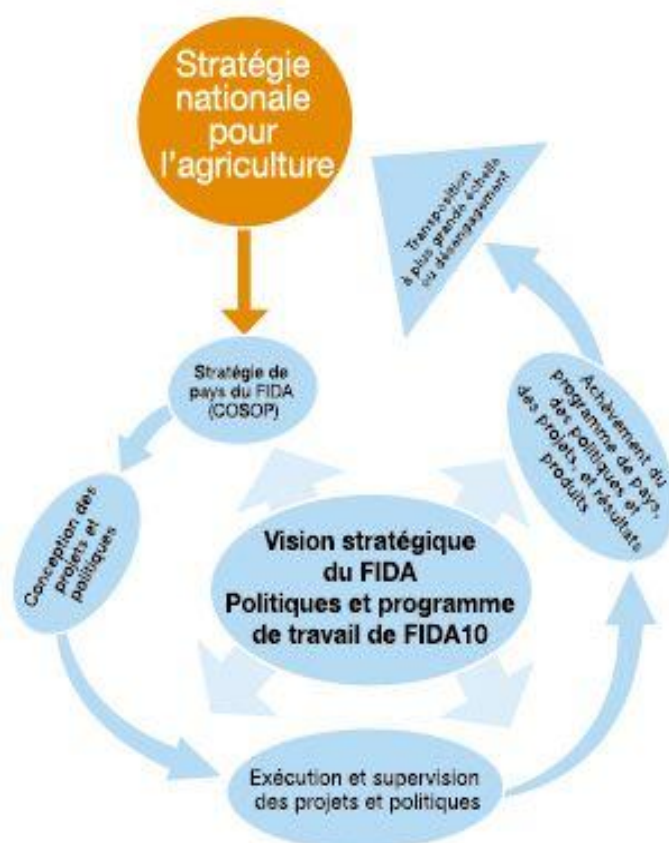 Stratégie
nationale
pour
l'agriculture
Transposition
à plus grande échelle
ou désengagement
Stratégie de
pays du FIDA
(COSOP)
Achèvement du
programme de pays,
des politiques et
des projets, et résultats
produits
Conception des
projets et
politiques
Vision stratégique
du FIDA
Politiques et programme
de travail de FIDA10
Exécution et supervision
des projets et politiques